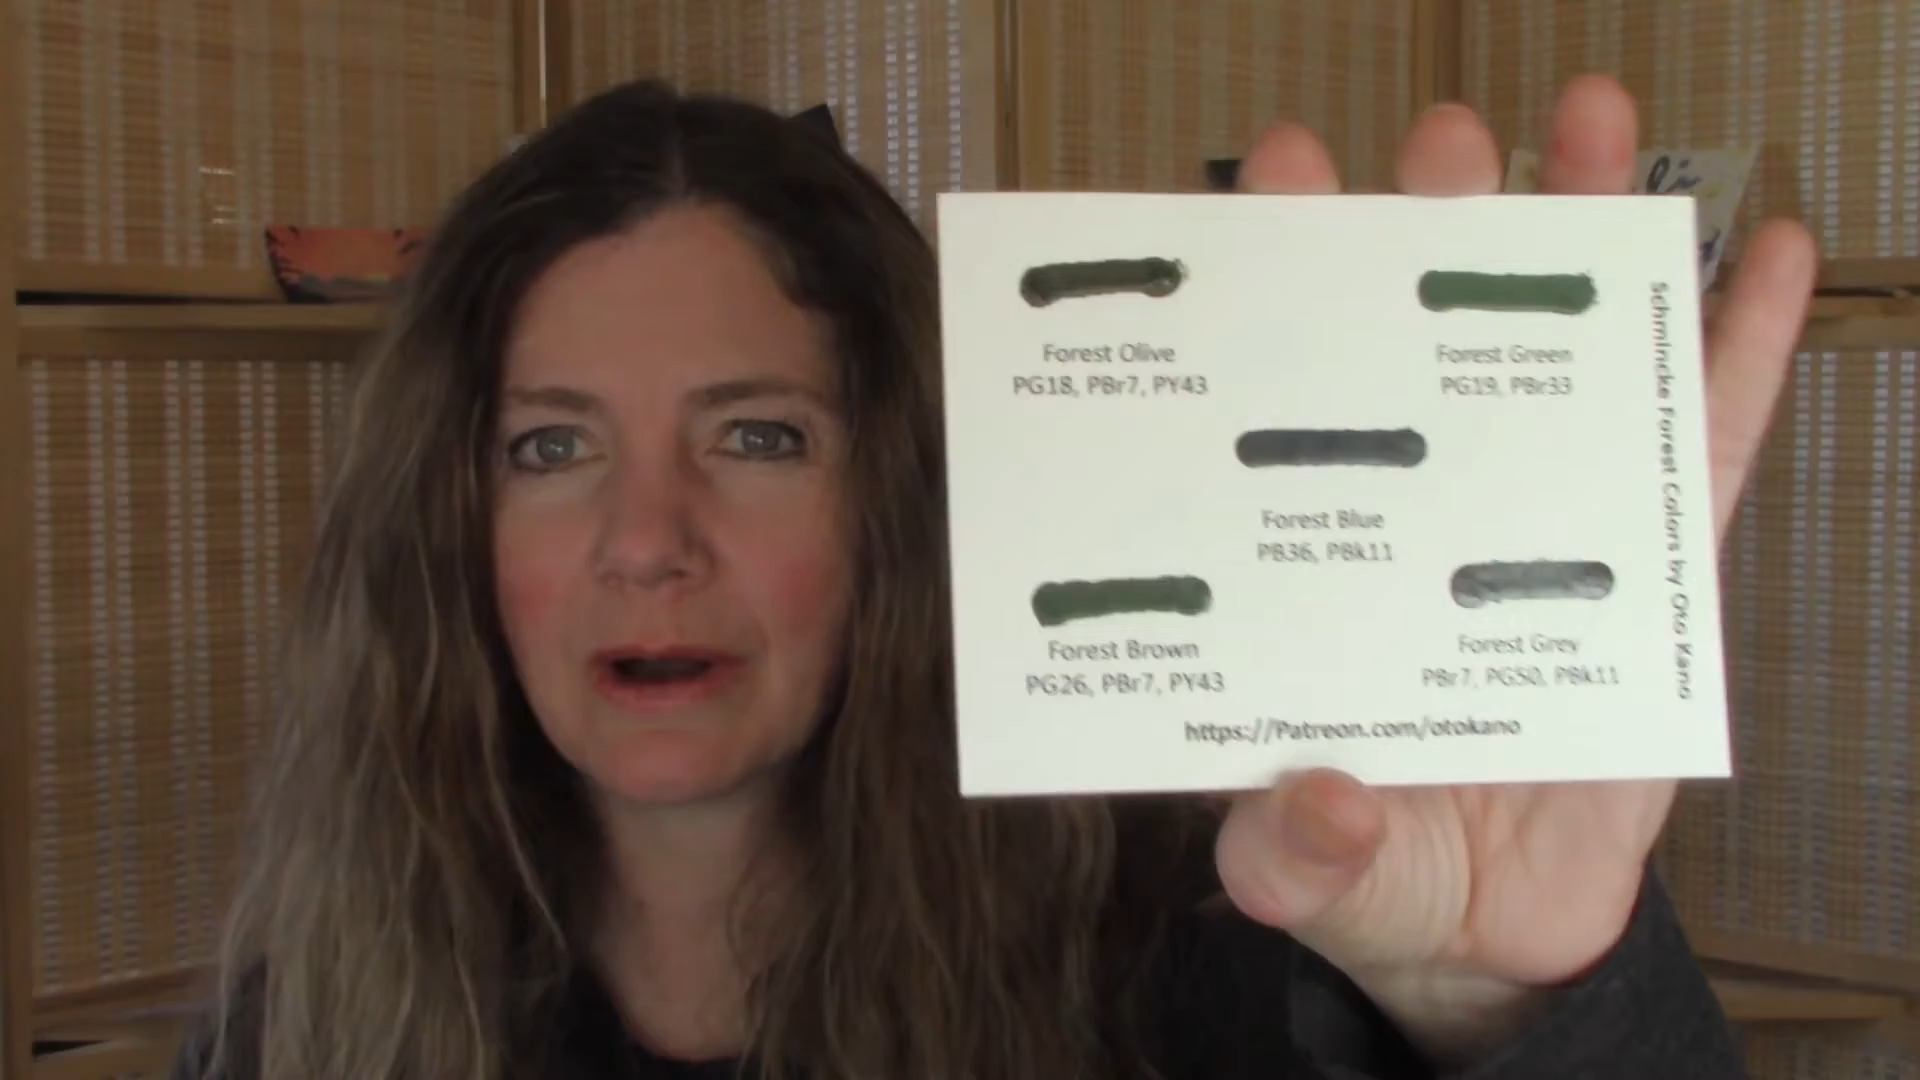 Forest Olive
PG18, PBr7, PY43
Forest Green
PG19, PBr33
Forest Blue
PB36, PBk11
Forest Brown
PG26, PBr7, PY43
Forest Grey
PBr7, PG50, PBk11
https://Patreon.com/otokano
Schmincke Forest Colors by Oto Kano